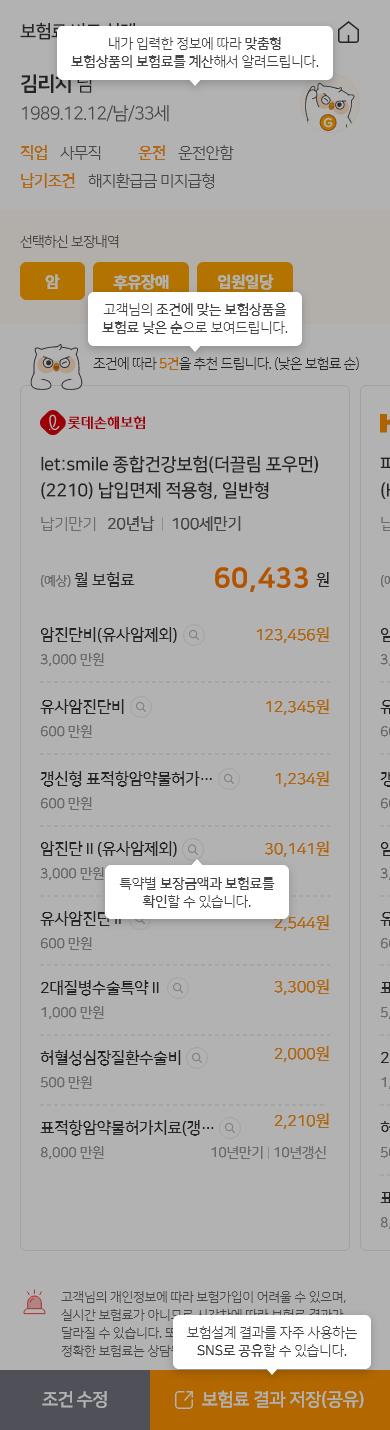 내가 입력한 정보에 따라 맞춤형
보험상품의 보험료를 계산해서 알려드립니다.
김리치 님
1989.12.12/남/33세
직업 사무직 운전 운전안함
납기조건 해지환급금 미지급형
G
선택하신 보장내역
암 후유장애 입원일당
고객님의 조건에 맞는 보험상품을
보험료 낮은 순으로 보여드립니다.
조건에 따라 5건을 추천 드립니다. (낮은 보험료 순)
롯데손해보험
let:smile 종합건강보험(더끌림 포우먼)
(2210) 납입면제 적용형, 일반형
납기만기 20년납 | 100세만기
(예상) 월 보험료 60,433 원
암진단비(유사암제외) 123,456원
3,000 만원
유사암진단비 12,345원
600 만원
갱신형 표적항암약물허가··· 1,234원
600 만원
암진단Ⅱ(유사암제외) 30,141원
3,000 만원
특약별 보장금액과 보험료를
확인할 수 있습니다.
유사암진단Ⅱ 2,544원
600 만원
2대질병수술특약Ⅱ 3,300원
1,000 만원
허혈성심장질환수술비 2,000원
500 만원
표적항암약물허가치료(갱··· 2,210원
8,000 만원 10년만기 | 10년갱신
고객님의 개인정보에 따라 보험가입이 어려울 수 있으며,
실시간 보험료가 아니므로 시간차에 따라 보험료 결과가
달라질 수 있습니다.
정확한 보험료는
보험설계 결과를 자주 사용하는
SNS로 공유할 수 있습니다.
조건 수정 보험료 결과 저장(공유)